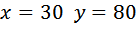 x = 30  y = 80